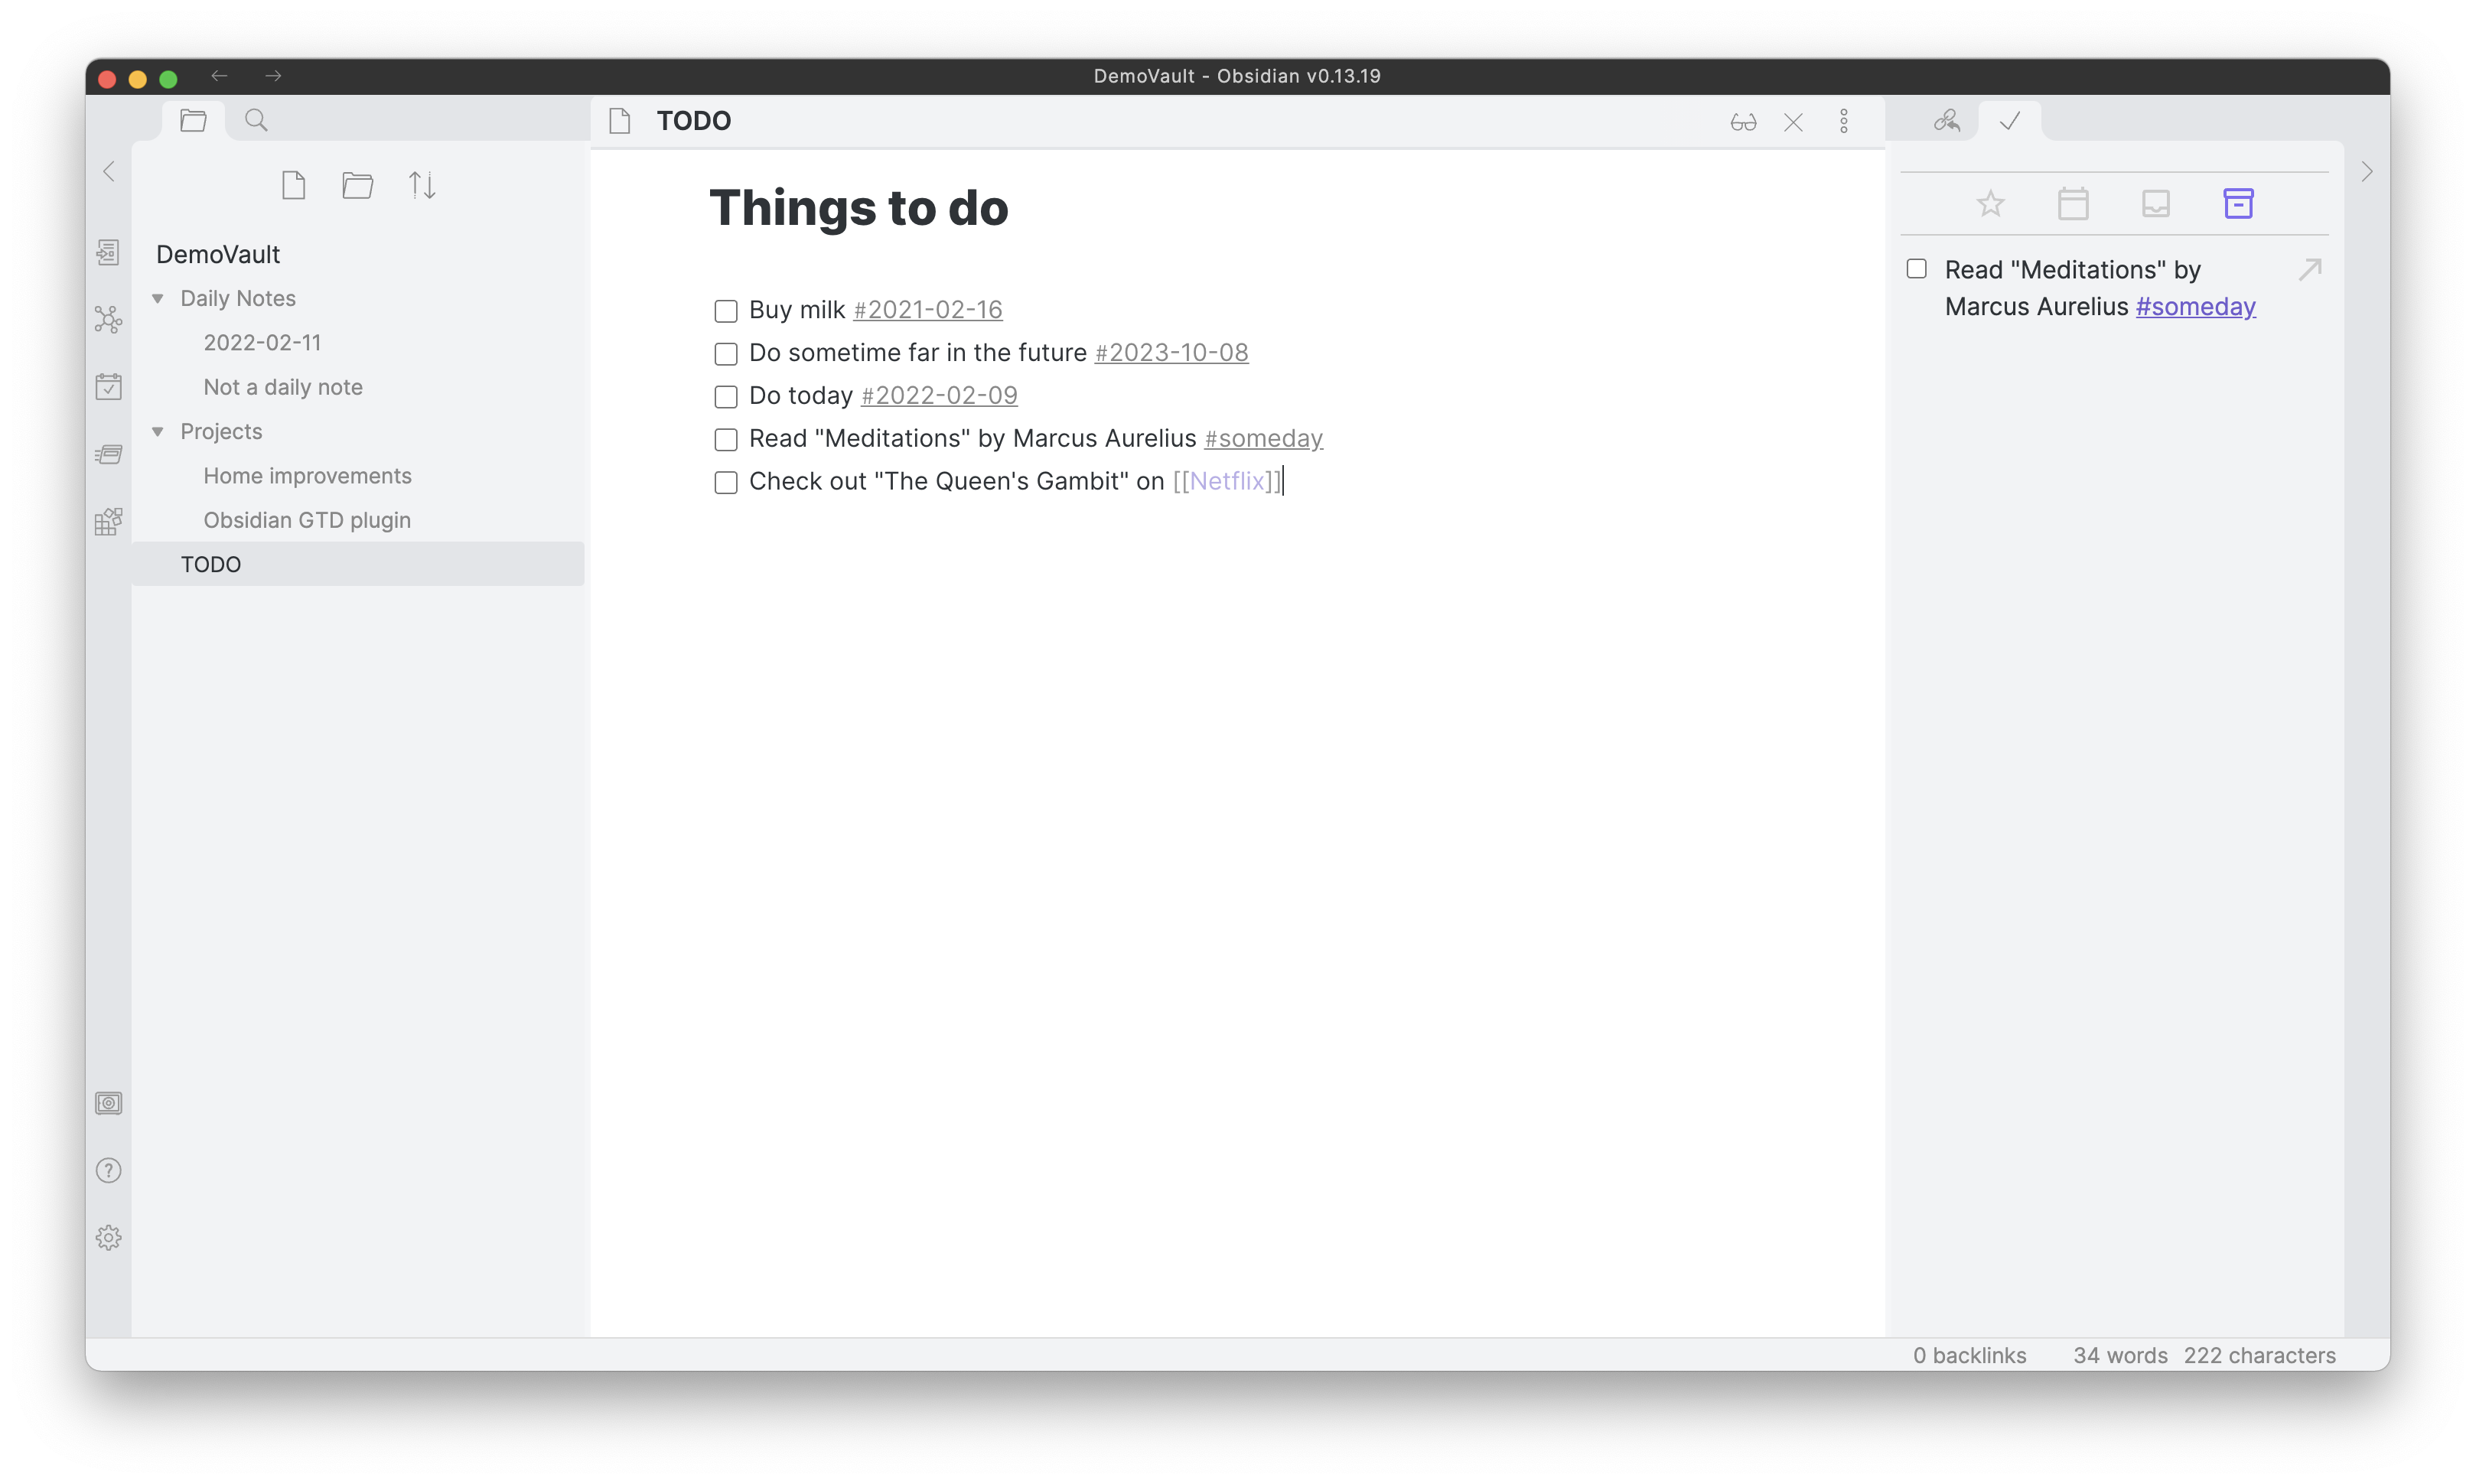 DemoVault - Obsidian v0.13.19
TODO
DemoVault
Daily Notes
2022-02-11
Not a daily note
Projects
Home improvements
Obsidian GTD plugin
TODO
Things to do
Buy milk #2021-02-16
Do sometime far in the future #2023-10-08
Do today #2022-02-09
Read "Meditations" by Marcus Aurelius #someday
Check out "The Queen's Gambit" on [[Netflix]]
Read "Meditations" by
Marcus Aurelius #someday
0 backlinks 34 words 222 characters